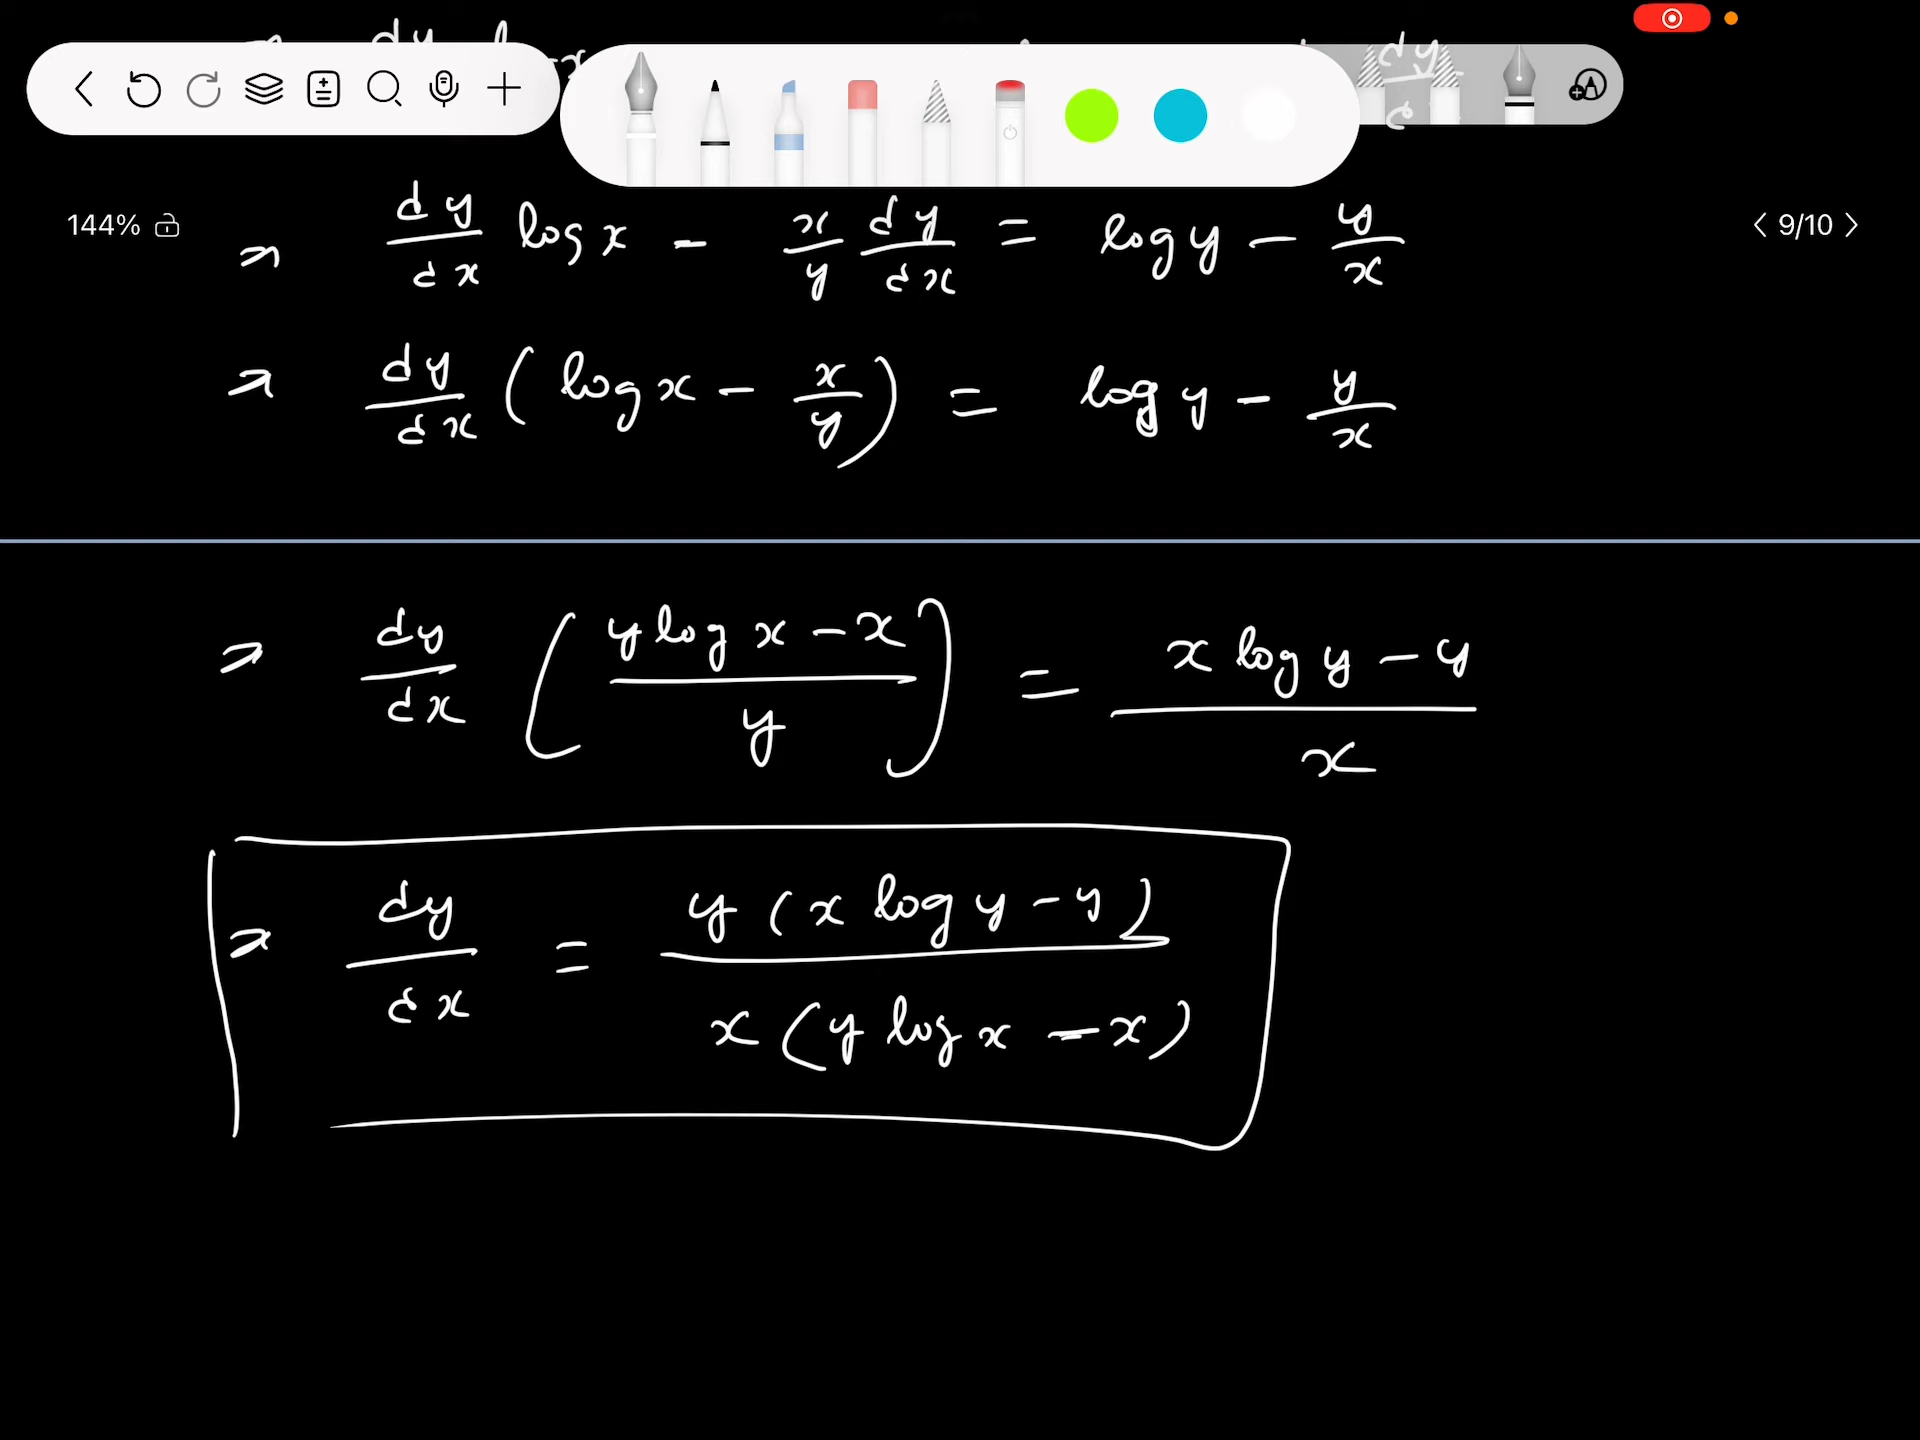 144%
9/10
⇒ dy/dx log x - x/y dy/dx = log y - y/x
⇒ dy/dx (log x - x/y) = log y - y/x
⇒ dy/dx (y log x - x / y) = x log y - y / x
⇒ dy/dx = y (x log y - y) / x (y log x - x)